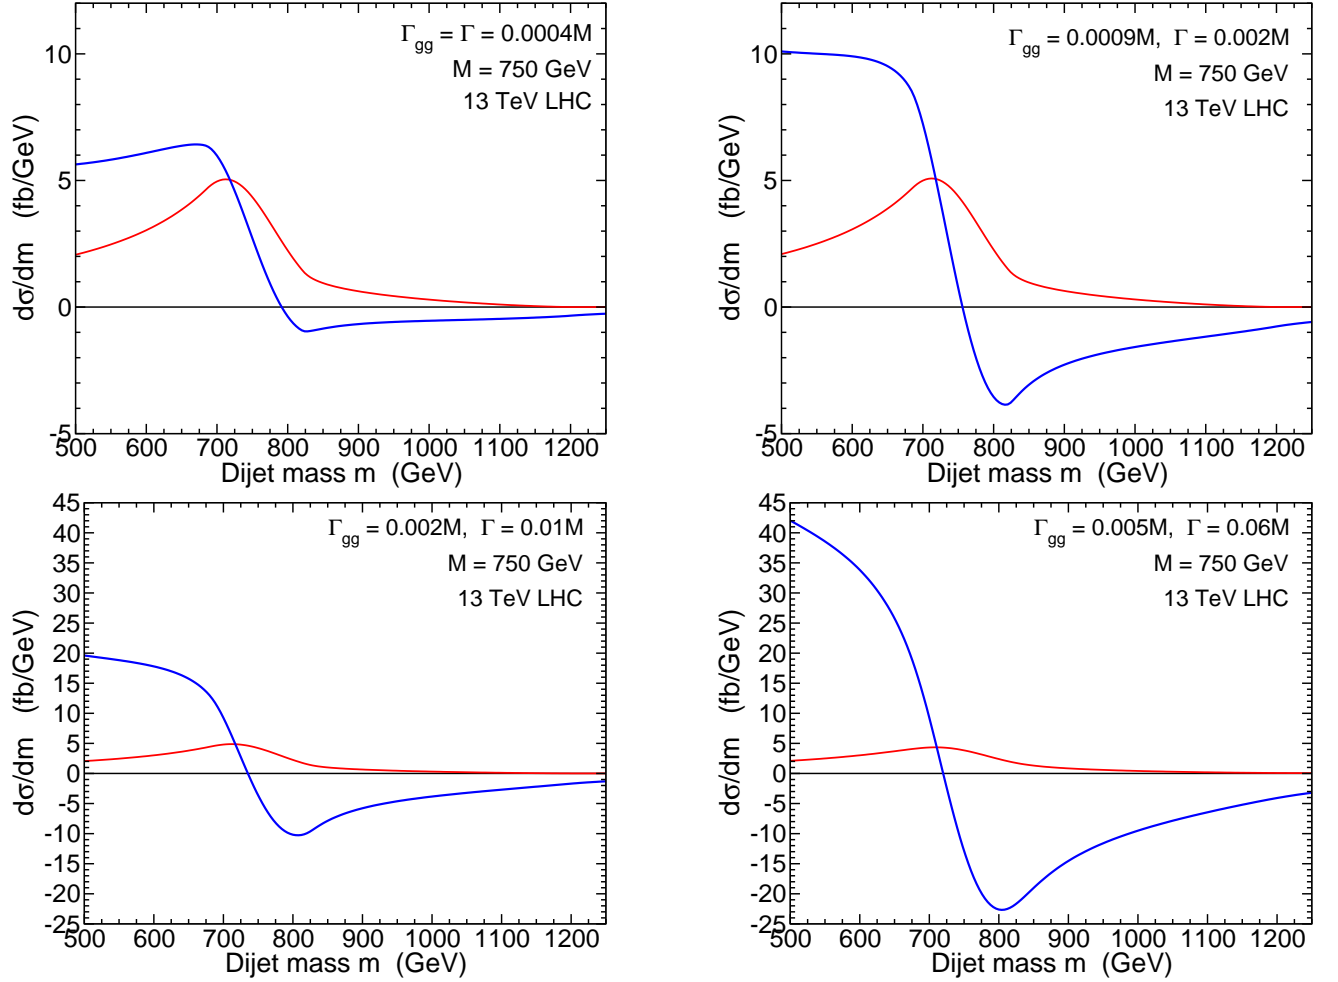 Γgg = Γ = 0.0004M
M = 750 GeV
13 TeV LHC
10
5
0
-5
dσ/dm (fb/GeV)
500 600 700 800 900 1000 1100 1200
Dijet mass m (GeV)
Γgg = 0.0009M, Γ = 0.002M
M = 750 GeV
13 TeV LHC
10
5
0
-5
dσ/dm (fb/GeV)
500 600 700 800 900 1000 1100 1200
Dijet mass m (GeV)
Γgg = 0.002M, Γ = 0.01M
M = 750 GeV
13 TeV LHC
45
40
35
30
25
20
15
10
5
0
-5
-10
-15
-20
-25
dσ/dm (fb/GeV)
500 600 700 800 900 1000 1100 1200
Dijet mass m (GeV)
Γgg = 0.005M, Γ = 0.06M
M = 750 GeV
13 TeV LHC
45
40
35
30
25
20
15
10
5
0
-5
-10
-15
-20
-25
dσ/dm (fb/GeV)
500 600 700 800 900 1000 1100 1200
Dijet mass m (GeV)